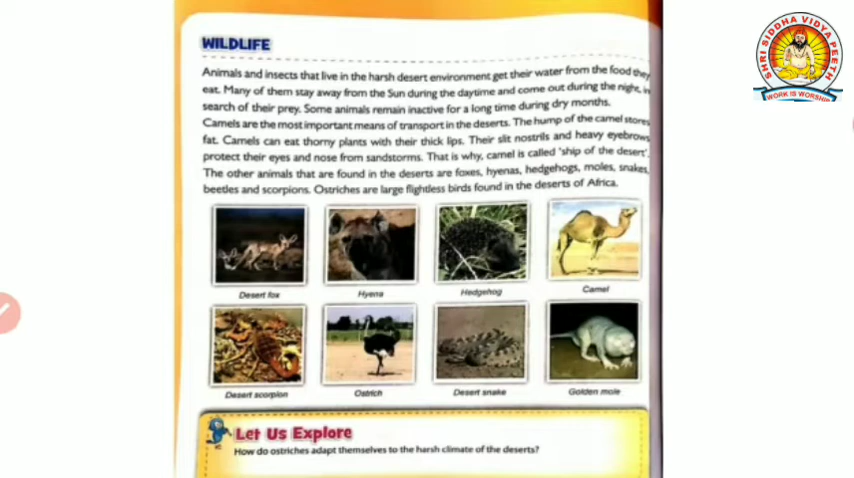 WILDLIFE
Animals and insects that live in the harsh desert environment get their water from the food they
eat. Many of them stay away from the Sun during the daytime and come out during the night, in
search of their prey. Some animals remain inactive for a long time during dry months.
Camels are the most important means of transport in the deserts. The hump of the camel stores
fat. Camels can eat thorny plants with their thick lips. Their slit nostrils and heavy eyebrows
protect their eyes and nose from sandstorms. That is why, camel is called 'ship of the desert'.
The other animals that are found in the deserts are foxes, hyenas, hedgehogs, moles, snakes,
beetles and scorpions. Ostriches are large flightless birds found in the deserts of Africa.
Desert fox
Hyena
Hedgehog
Camel
Desert scorpion
Ostrich
Desert snake
Golden mole
Let Us Explore
How do ostriches adapt themselves to the harsh climate of the deserts?
SHRI SIDDHA VIDYA PEETH
WORK IS WORSHIP